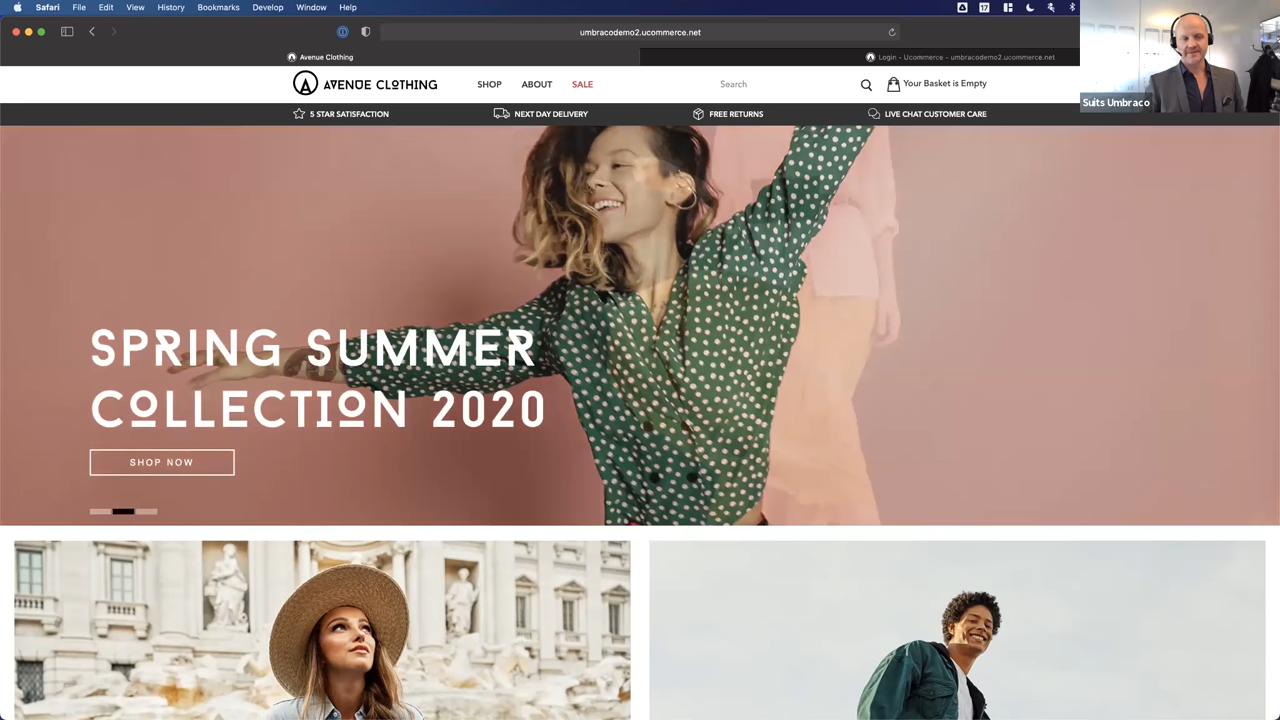 Safari File Edit View History Bookmarks Develop Window Help
17
umbracodemo2.ucommerce.net
Avenue Clothing
Login - Ucommerce - umbracodemo2.ucommerce.net
AVENUE CLOTHING
SHOP ABOUT SALE
Search
Your Basket is Empty
Suits Umbraco
5 STAR SATISFACTION
NEXT DAY DELIVERY
FREE RETURNS
LIVE CHAT CUSTOMER CARE
SPRING SUMMER
COLLECTION 2020
SHOP NOW